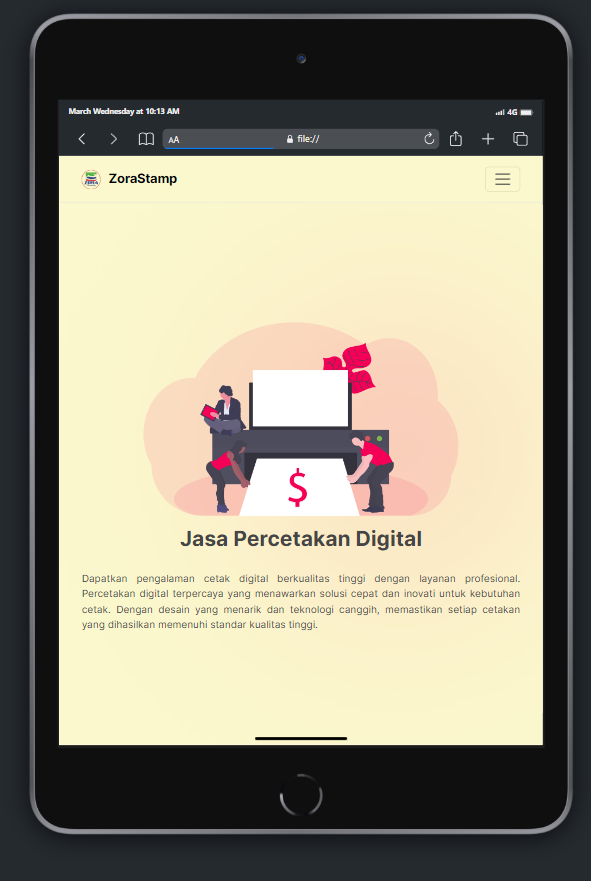 March Wednesday at 10:13 AM
4G
AA
file://
ZoraStamp
$
Jasa Percetakan Digital
Dapatkan pengalaman cetak digital berkualitas tinggi dengan layanan profesional.
Percetakan digital terpercaya yang menawarkan solusi cepat dan inovati untuk kebutuhan
cetak. Dengan desain yang menarik dan teknologi canggih, memastikan setiap cetakan
yang dihasilkan memenuhi standar kualitas tinggi.